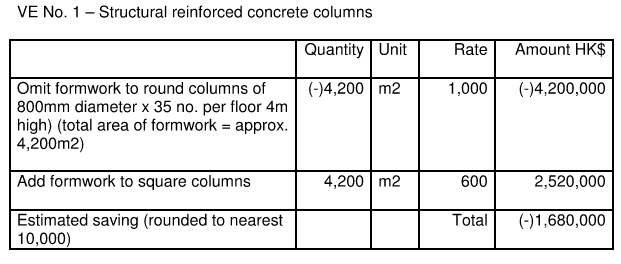 VE No. 1 – Structural reinforced concrete columns
Quantity Unit Rate Amount HK$
Omit formwork to round columns of (-)4,200 m2 1,000 (-)4,200,000
800mm diameter x 35 no. per floor 4m
high) (total area of formwork = approx.
4,200m2)
Add formwork to square columns 4,200 m2 600 2,520,000
Estimated saving (rounded to nearest Total (-)1,680,000
10,000)